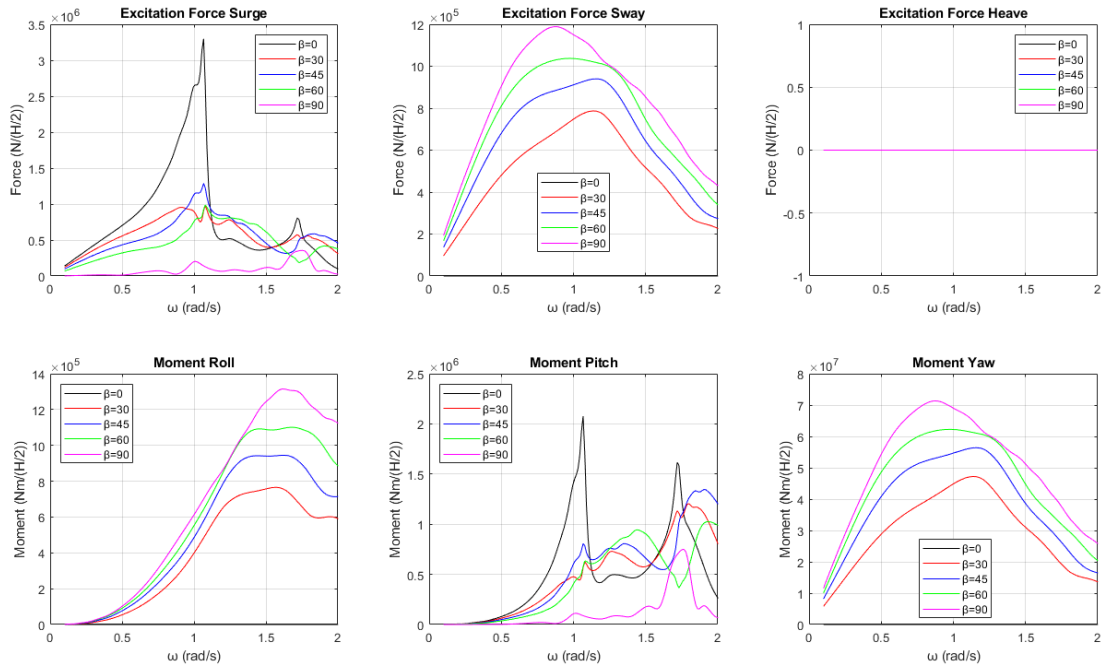 Excitation Force Surge
×10^6
3.5
3
2.5
2
1.5
1
0.5
0
0 0.5 1 1.5 2
Force (N/(H/2))
ω (rad/s)
β=0
β=30
β=45
β=60
β=90
Excitation Force Sway
×10^5
12
10
8
6
4
2
0
0 0.5 1 1.5 2
Force (N/(H/2))
ω (rad/s)
β=0
β=30
β=45
β=60
β=90
Excitation Force Heave
1
0.5
0
-0.5
-1
0 0.5 1 1.5 2
Force (N/(H/2))
ω (rad/s)
β=0
β=30
β=45
β=60
β=90
Moment Roll
×10^5
14
12
10
8
6
4
2
0
0 0.5 1 1.5 2
Moment (Nm/(H/2))
ω (rad/s)
β=0
β=30
β=45
β=60
β=90
Moment Pitch
×10^6
2.5
2
1.5
1
0.5
0
0 0.5 1 1.5 2
Moment (Nm/(H/2))
ω (rad/s)
β=0
β=30
β=45
β=60
β=90
Moment Yaw
×10^7
8
7
6
5
4
3
2
1
0
0 0.5 1 1.5 2
Moment (Nm/(H/2))
ω (rad/s)
β=0
β=30
β=45
β=60
β=90